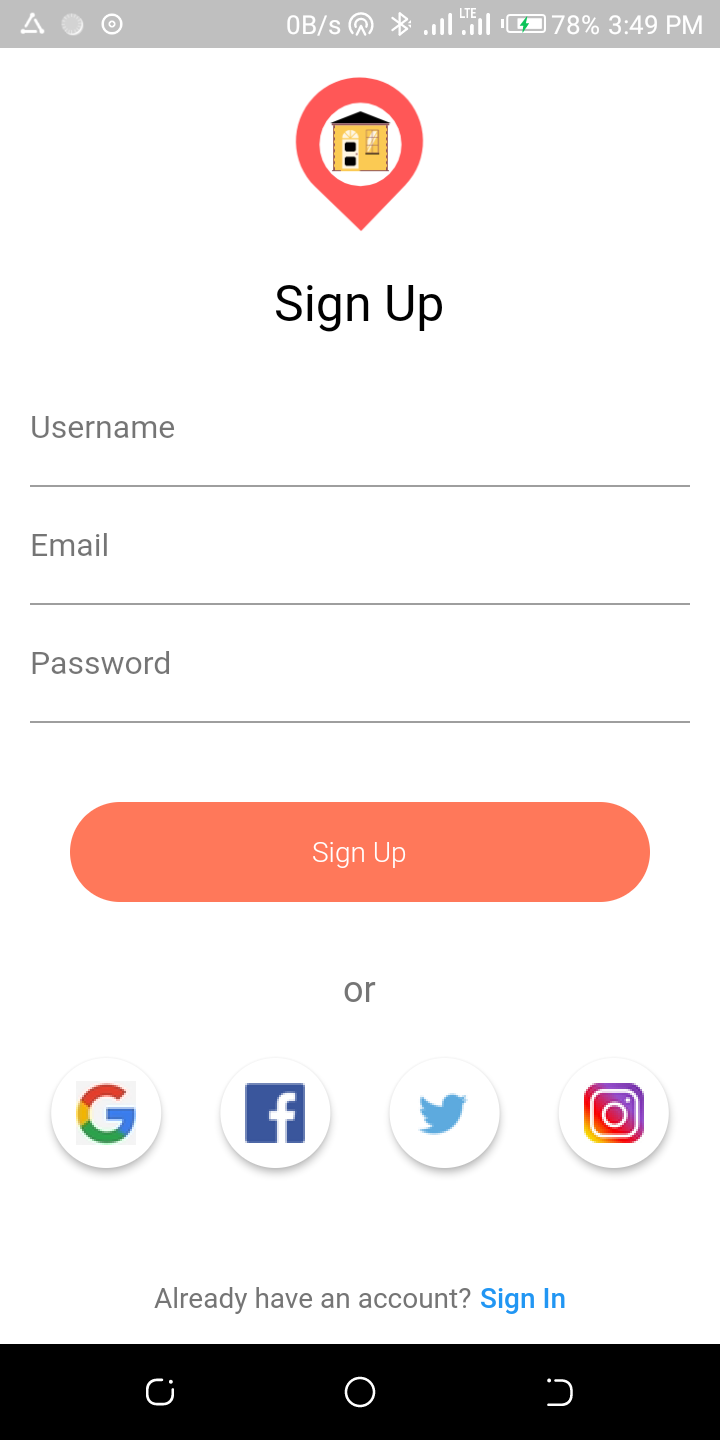 0B/s LTE 78% 3:49 PM
Sign Up
Username
Email
Password
Sign Up
or
Already have an account? Sign In